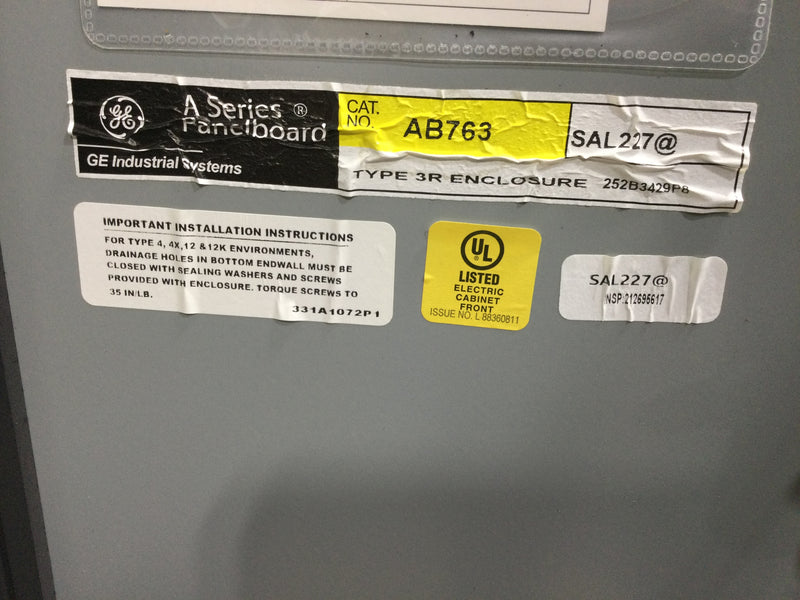 GE
A Series ®
Panelboard
GE Industrial Systems
CAT.
NO.
AB763
SAL227@
TYPE 3R ENCLOSURE 252B3429P8
IMPORTANT INSTALLATION INSTRUCTIONS
FOR TYPE 4, 4X,12 &12K ENVIRONMENTS,
DRAINAGE HOLES IN BOTTOM ENDWALL MUST BE
CLOSED WITH SEALING WASHERS AND SCREWS
PROVIDED WITH ENCLOSURE. TORQUE SCREWS TO
35 IN/LB.
331A1072P1
UL
LISTED
ELECTRIC
CABINET
FRONT
ISSUE NO. L 88360811
SAL227@
NSP:212695617